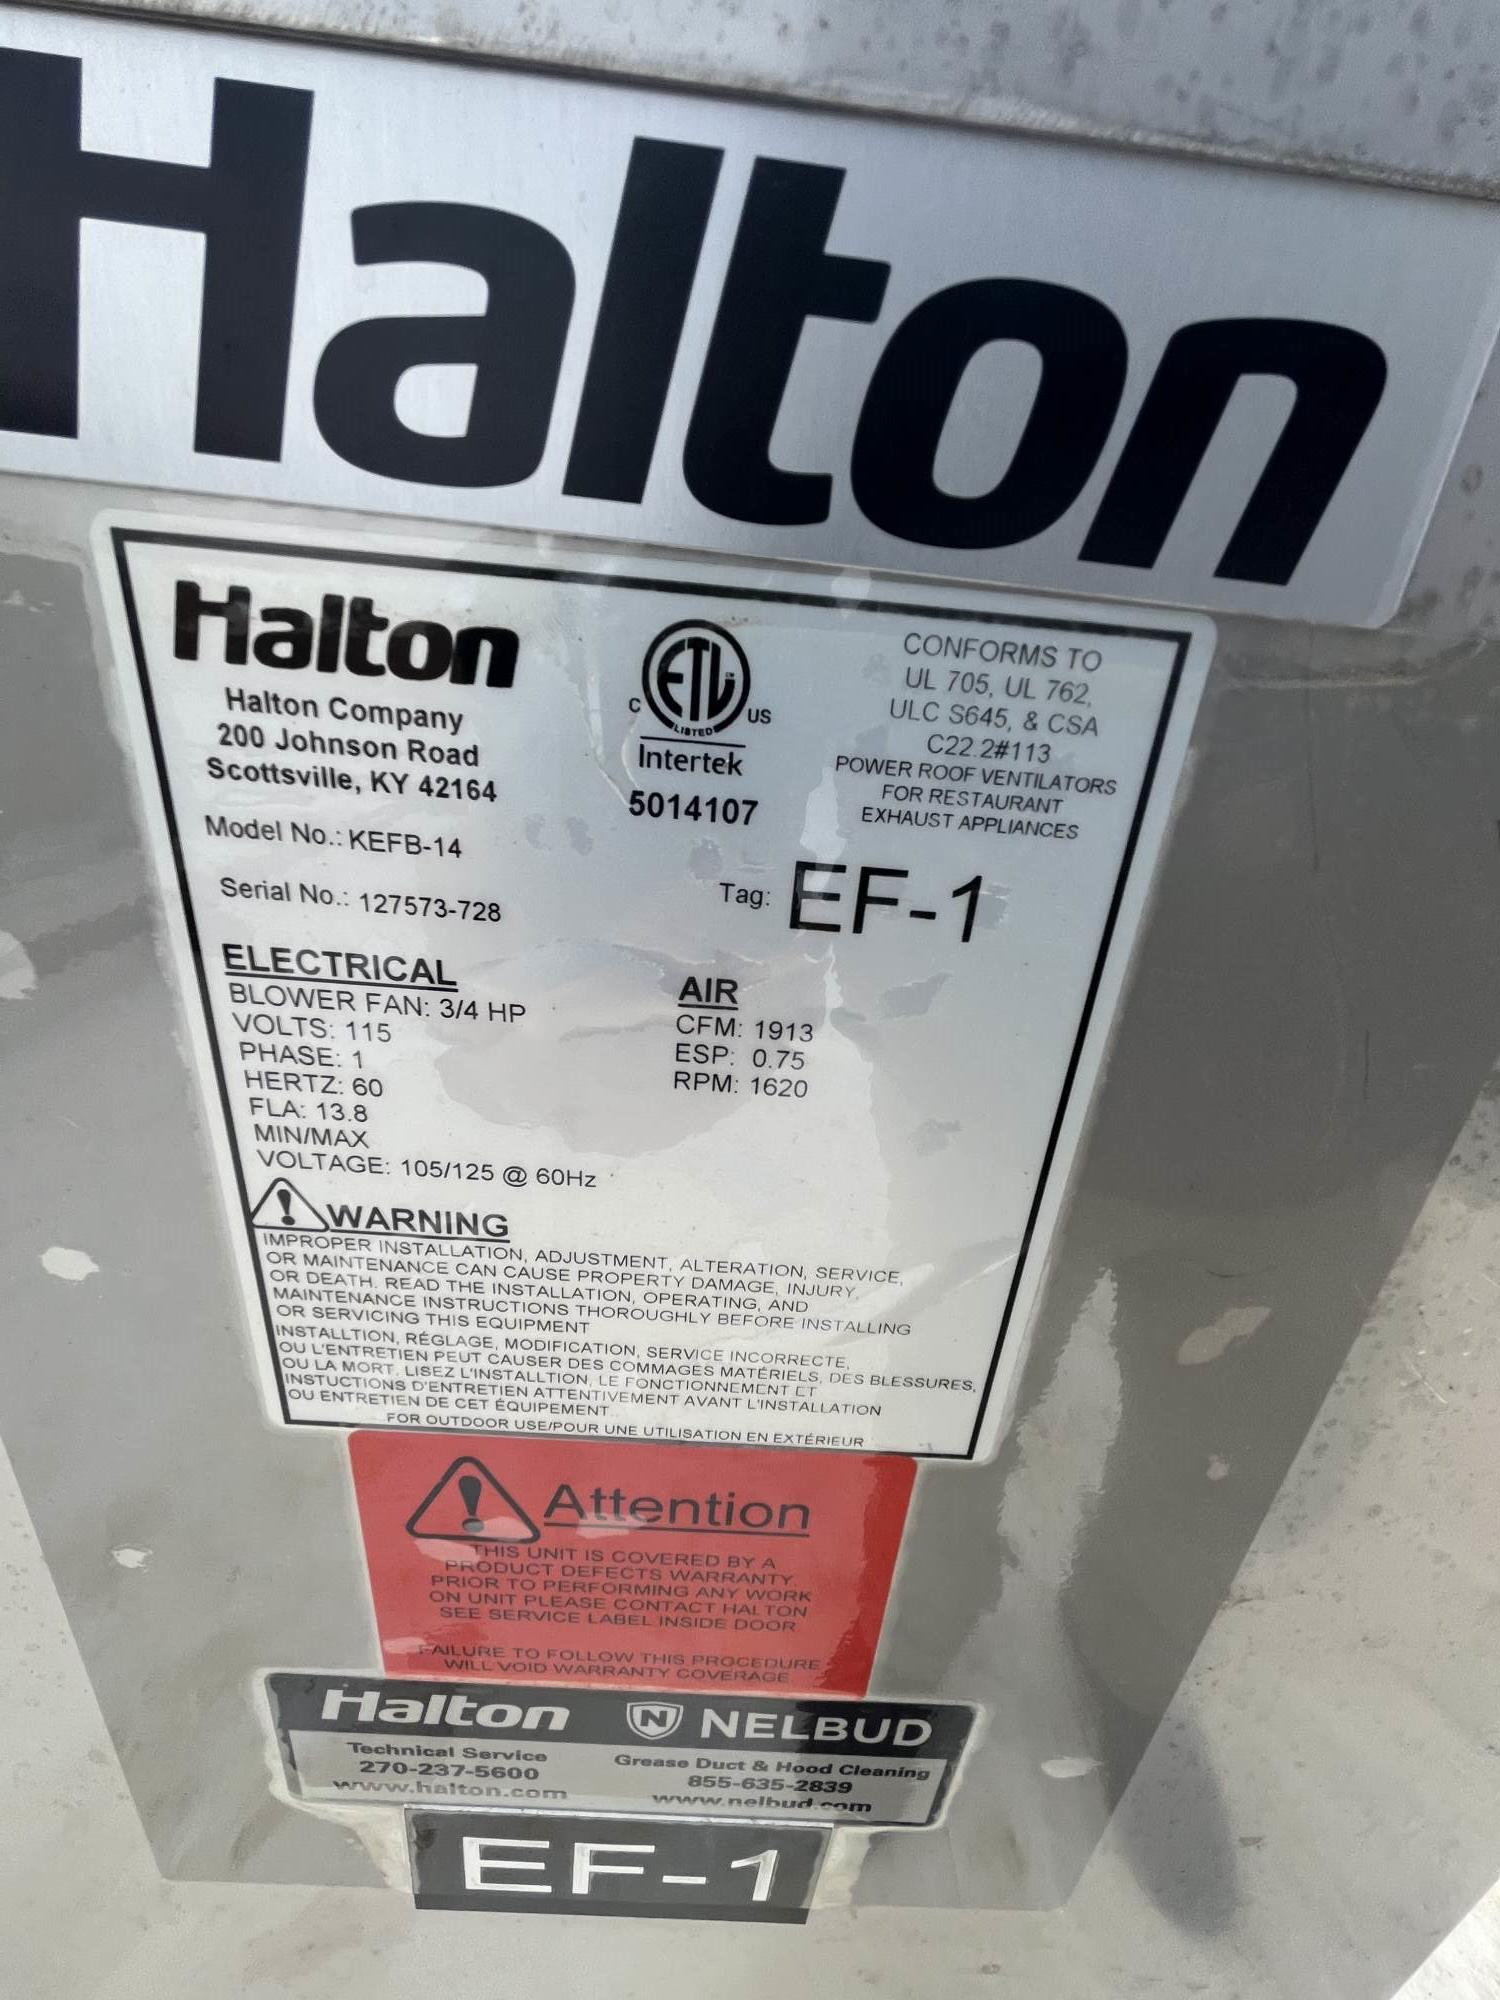 Halton
Halton
Halton Company
200 Johnson Road
Scottsville, KY 42164
C ETL US
LISTED
Intertek
5014107
CONFORMS TO
UL 705, UL 762,
ULC S645, & CSA
C22.2#113
POWER ROOF VENTILATORS
FOR RESTAURANT
EXHAUST APPLIANCES
Model No.: KEFB-14
Serial No.: 127573-728
Tag: EF-1
ELECTRICAL
BLOWER FAN: 3/4 HP
VOLTS: 115
PHASE: 1
HERTZ: 60
FLA: 13.8
MIN/MAX
VOLTAGE: 105/125 @ 60Hz
AIR
CFM: 1913
ESP: 0.75
RPM: 1620
WARNING
IMPROPER INSTALLATION, ADJUSTMENT, ALTERATION, SERVICE,
OR MAINTENANCE CAN CAUSE PROPERTY DAMAGE, INJURY,
OR DEATH. READ THE INSTALLATION, OPERATING, AND
MAINTENANCE INSTRUCTIONS THOROUGHLY BEFORE INSTALLING
OR SERVICING THIS EQUIPMENT
INSTALLTION, RÉGLAGE, MODIFICATION, SERVICE INCORRECTE,
OU L'ENTRETIEN PEUT CAUSER DES COMMAGES MATÉRIELS, DES BLESSURES,
OU LA MORT. LISEZ L'INSTALLTION, LE FONCTIONNEMENT ET
INSTUCTIONS D'ENTRETIEN ATTENTIVEMENT AVANT L'INSTALLATION
OU ENTRETIEN DE CET ÉQUIPEMENT.
FOR OUTDOOR USE/POUR UNE UTILISATION EN EXTÉRIEUR
Attention
THIS UNIT IS COVERED BY A
PRODUCT DEFECTS WARRANTY.
PRIOR TO PERFORMING ANY WORK
ON UNIT PLEASE CONTACT HALTON
SEE SERVICE LABEL INSIDE DOOR
FAILURE TO FOLLOW THIS PROCEDURE
WILL VOID WARRANTY COVERAGE
Halton
Technical Service
270-237-5600
www.halton.com
N NELBUD
Grease Duct & Hood Cleaning
855-635-2839
www.nelbud.com
EF-1